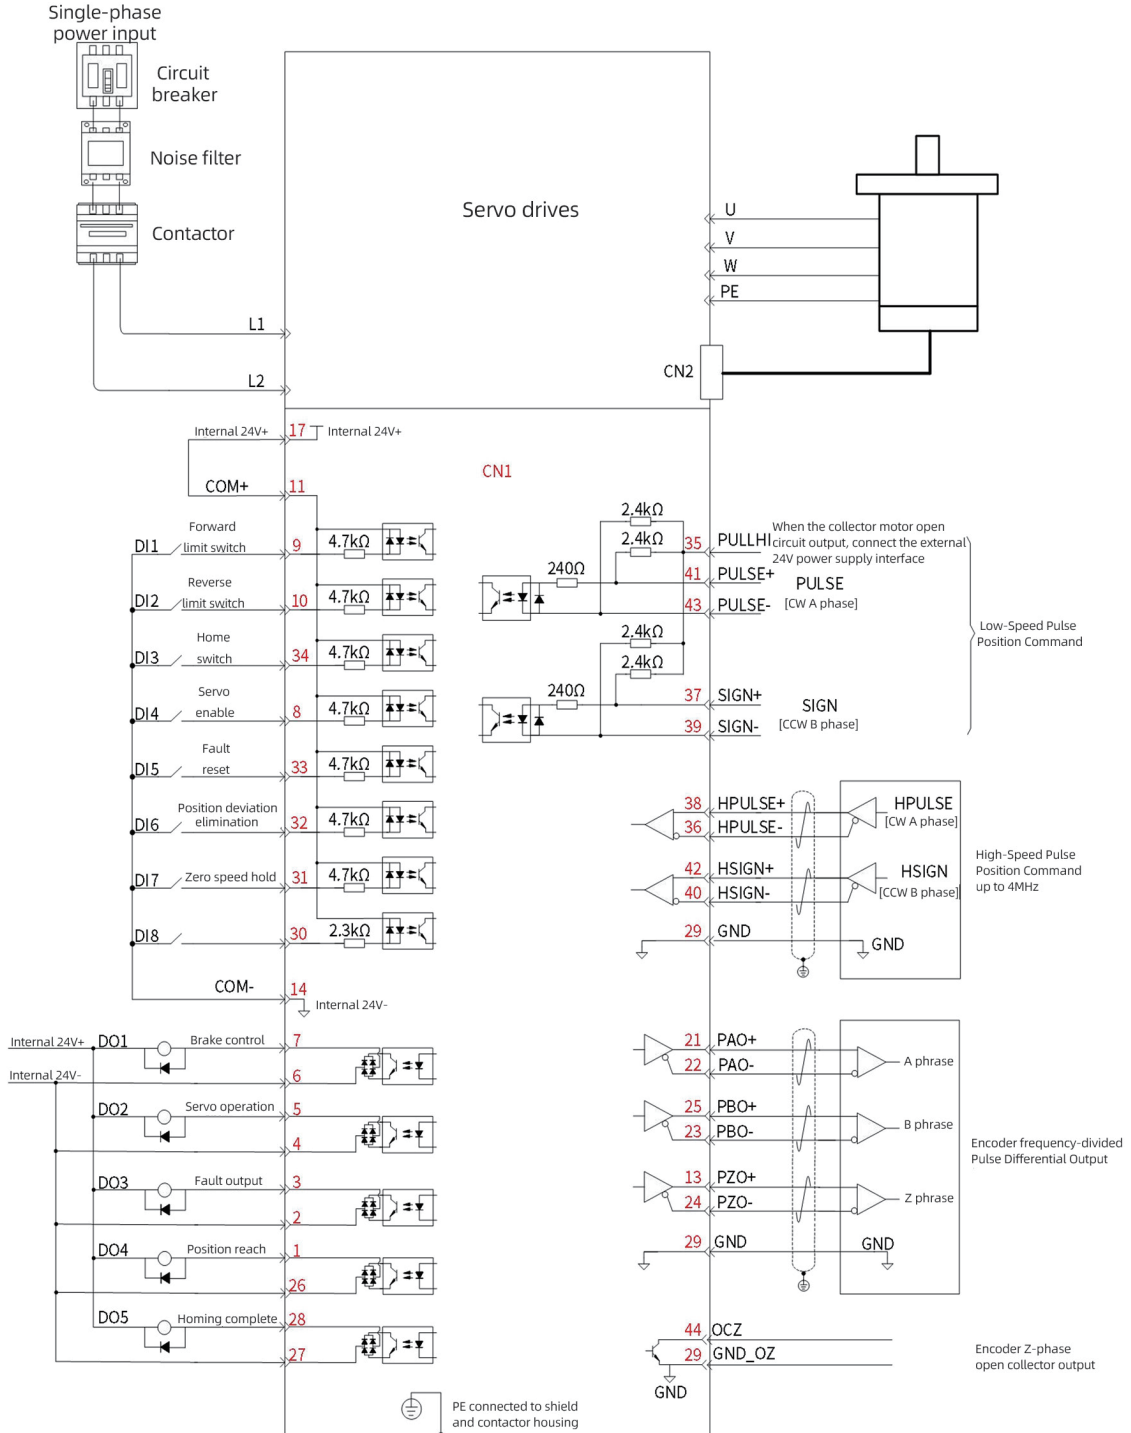 Single-phase
power input
Circuit
breaker
Noise filter
Contactor
Servo drives
U
V
W
PE
L1
L2
CN2
Internal 24V+
17
Internal 24V+
COM+
11
CN1
Forward
DI1
limit switch
9
4.7kΩ
Reverse
DI2
limit switch
10
4.7kΩ
Home
DI3
switch
34
4.7kΩ
Servo
DI4
enable
8
4.7kΩ
Fault
DI5
reset
33
4.7kΩ
Position deviation
DI6
elimination
32
4.7kΩ
DI7
Zero speed hold
31
4.7kΩ
DI8
30
2.3kΩ
COM-
14
Internal 24V-
2.4kΩ
2.4kΩ
35
PULLHI
When the collector motor open
circuit output, connect the external
24V power supply interface
240Ω
41
PULSE+
PULSE
43
PULSE-
[CW A phase]
2.4kΩ
2.4kΩ
240Ω
37
SIGN+
SIGN
39
SIGN-
[CCW B phase]
Low-Speed Pulse
Position Command
38
HPULSE+
HPULSE
36
HPULSE-
[CW A phase]
42
HSIGN+
HSIGN
40
HSIGN-
[CCW B phase]
29
GND
GND
High-Speed Pulse
Position Command
up to 4MHz
Internal 24V+
DO1
Brake control
7
Internal 24V-
6
DO2
Servo operation
5
4
DO3
Fault output
3
2
DO4
Position reach
1
26
DO5
Homing complete
28
27
21
PAO+
22
PAO-
A phrase
25
PBO+
23
PBO-
B phrase
13
PZO+
24
PZO-
Z phrase
29
GND
GND
Encoder frequency-divided
Pulse Differential Output
44
OCZ
29
GND_OZ
GND
Encoder Z-phase
open collector output
PE connected to shield
and contactor housing